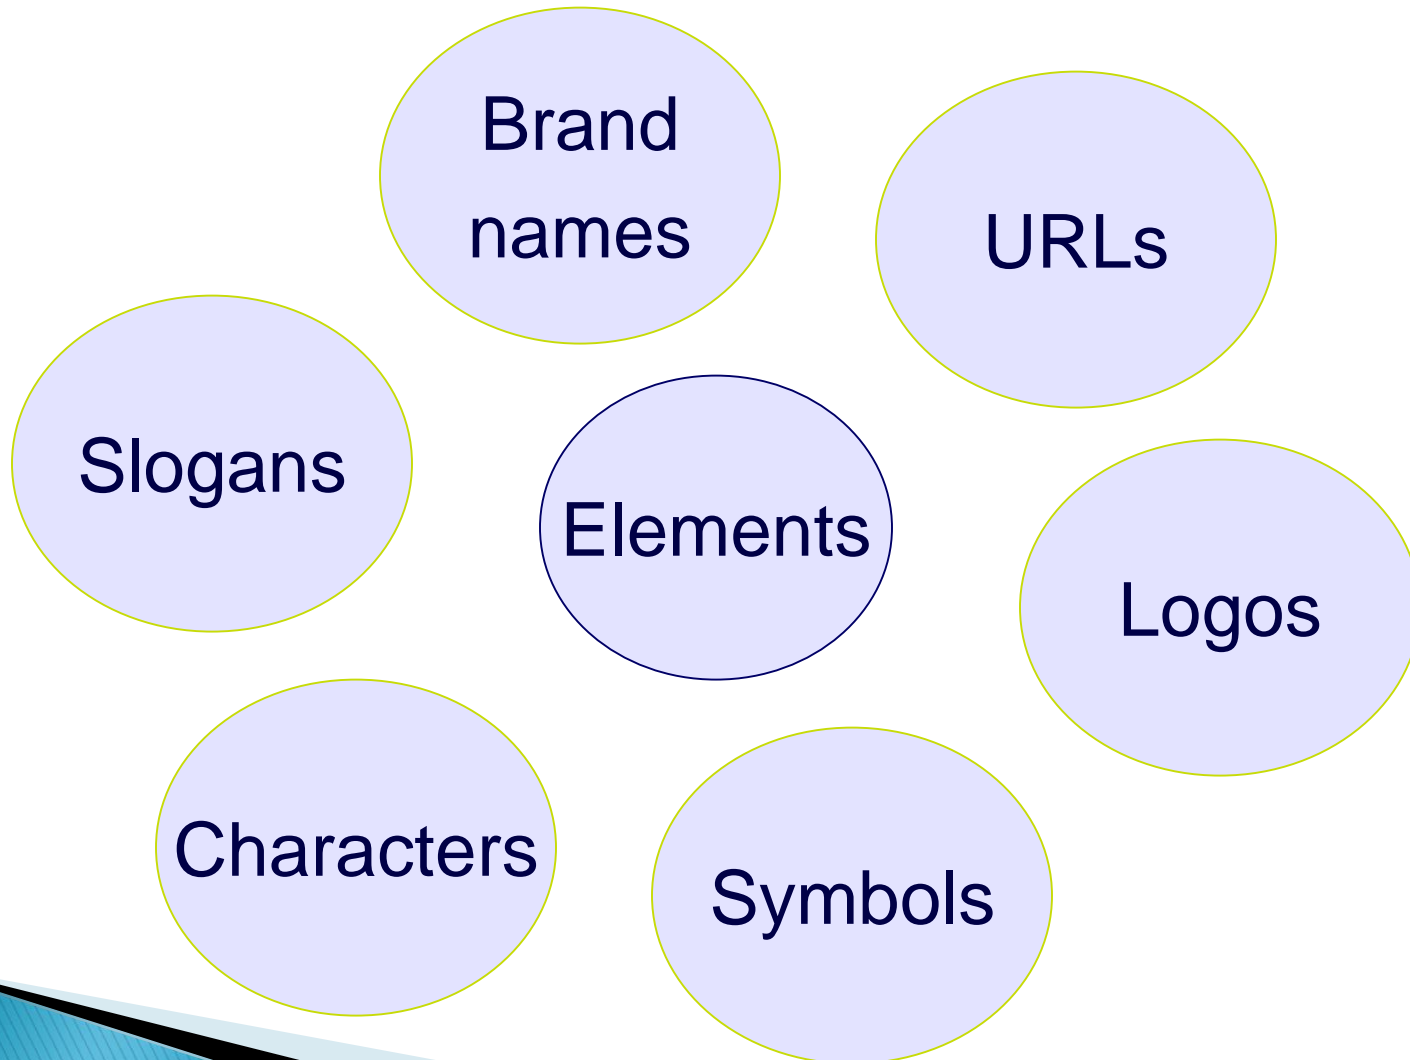 Brand
names
URLs
Slogans
Elements
Logos
Characters
Symbols